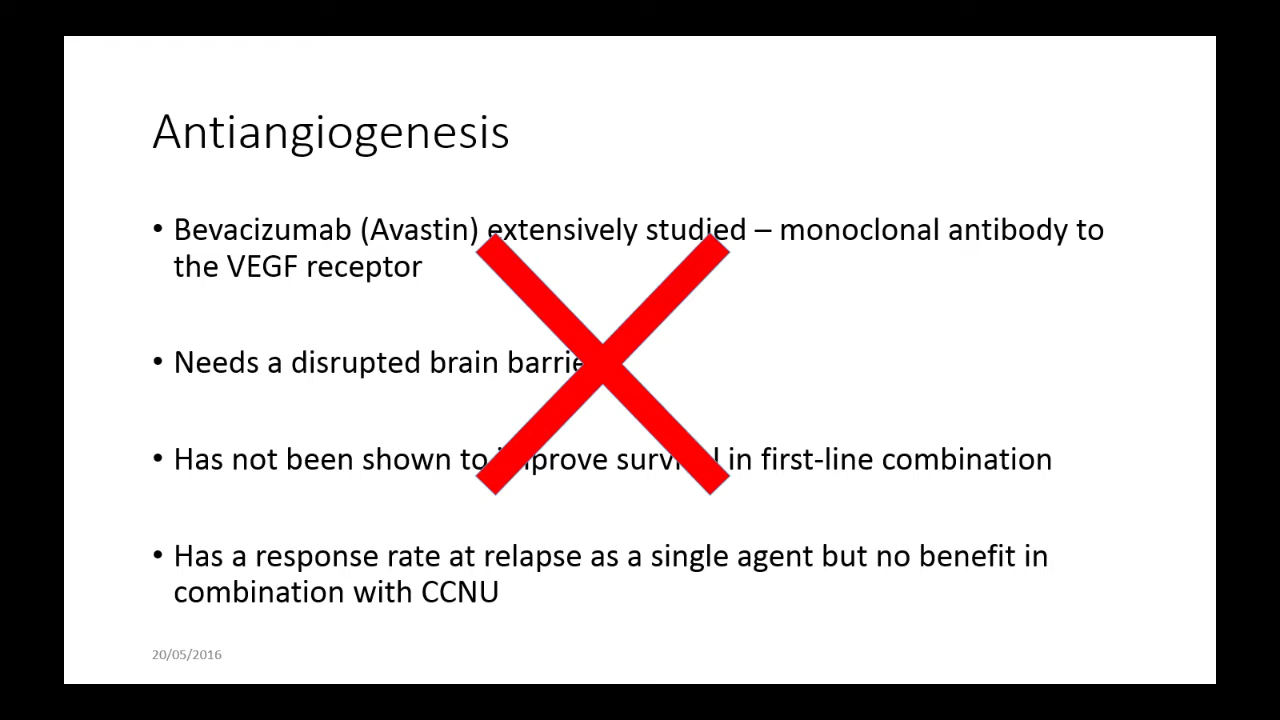 Antiangiogenesis
• Bevacizumab (Avastin) extensively studied – monoclonal antibody to
the VEGF receptor
• Needs a disrupted brain barrier
• Has not been shown to improve survival in first-line combination
• Has a response rate at relapse as a single agent but no benefit in
combination with CCNU
20/05/2016